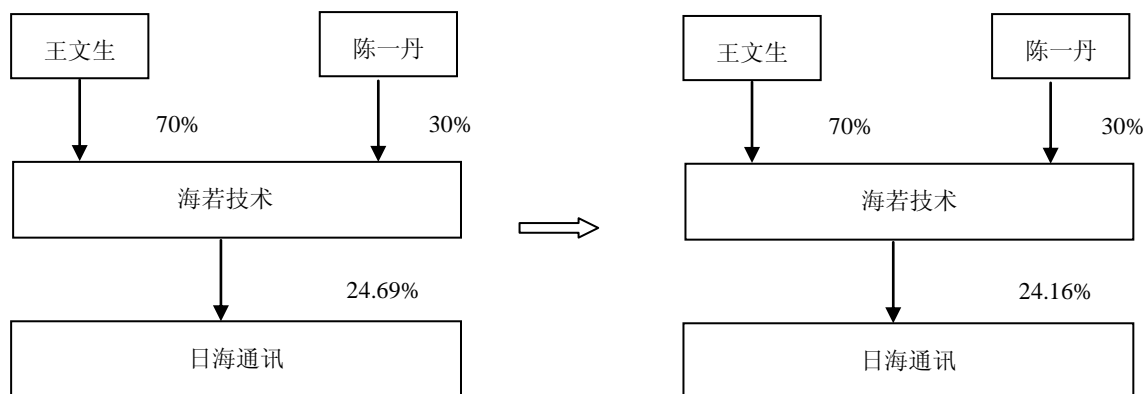 王文生
陈一丹
70%
30%
海若技术
24.69%
日海通讯
王文生
陈一丹
70%
30%
海若技术
24.16%
日海通讯